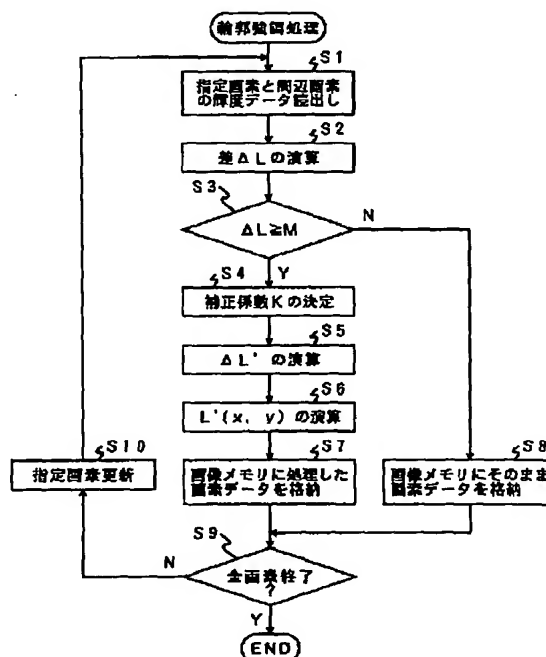 輪郭強調処理
S1
指定画素と周辺画素
の輝度データ読出し
S2
差ΔLの演算
S3
ΔL≧M
N
Y
S4
補正係数Kの決定
S5
ΔL'の演算
S6
L'(x, y)の演算
S7
画像メモリに処理した
画素データを格納
S8
画像メモリにそのまま
画素データを格納
S10
指定画素更新
S9
全画素終了
?
N
Y
END